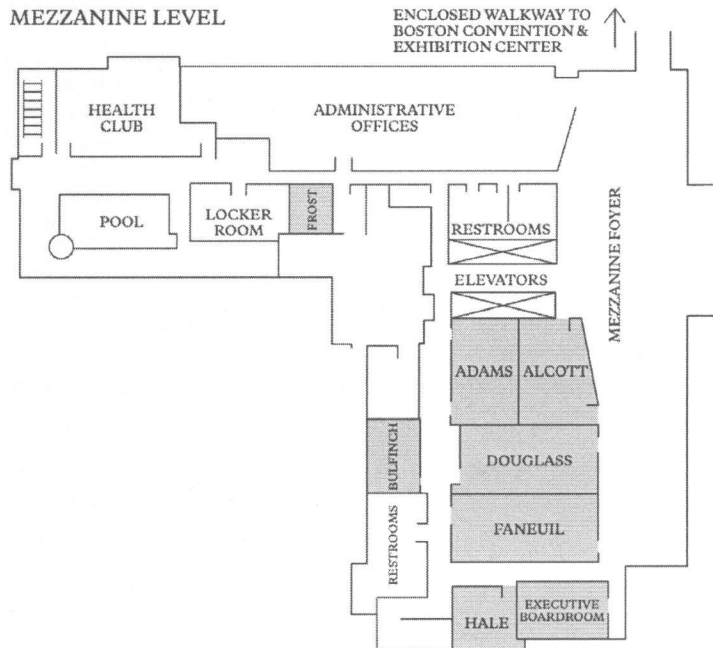 MEZZANINE LEVEL
ENCLOSED WALKWAY TO
BOSTON CONVENTION &
EXHIBITION CENTER
HEALTH
CLUB
ADMINISTRATIVE
OFFICES
POOL
LOCKER
ROOM
FROST
RESTROOMS
MEZZANINE FOYER
ELEVATORS
ADAMS
ALCOTT
BULFINCH
DOUGLASS
FANEUIL
RESTROOMS
HALE
EXECUTIVE
BOARDROOM